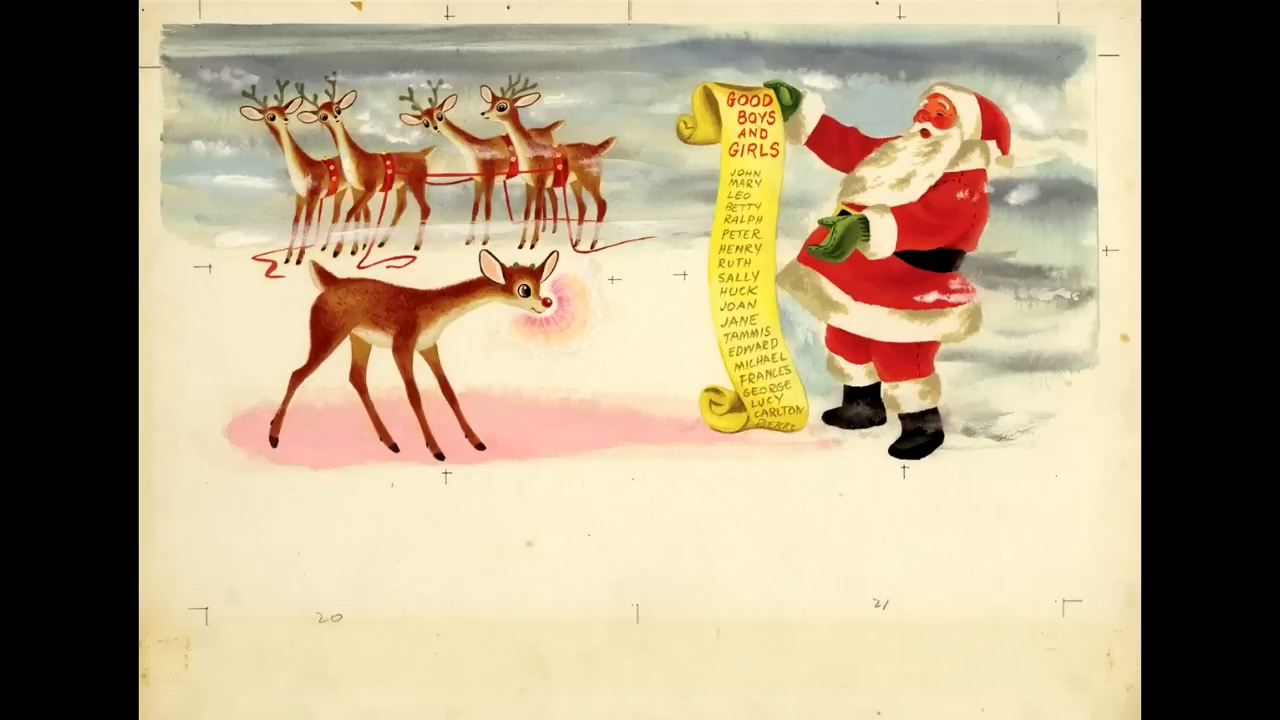 GOOD
BOYS
AND
GIRLS
JOHN
MARY
LEO
BETTY
RALPH
PETER
HENRY
RUTH
SALLY
HUCK
JOAN
JANE
TAMMIS
EDWARD
MICHAEL
FRANCES
GEORGE
LUCY
CARLTON
PIERRE
20
21